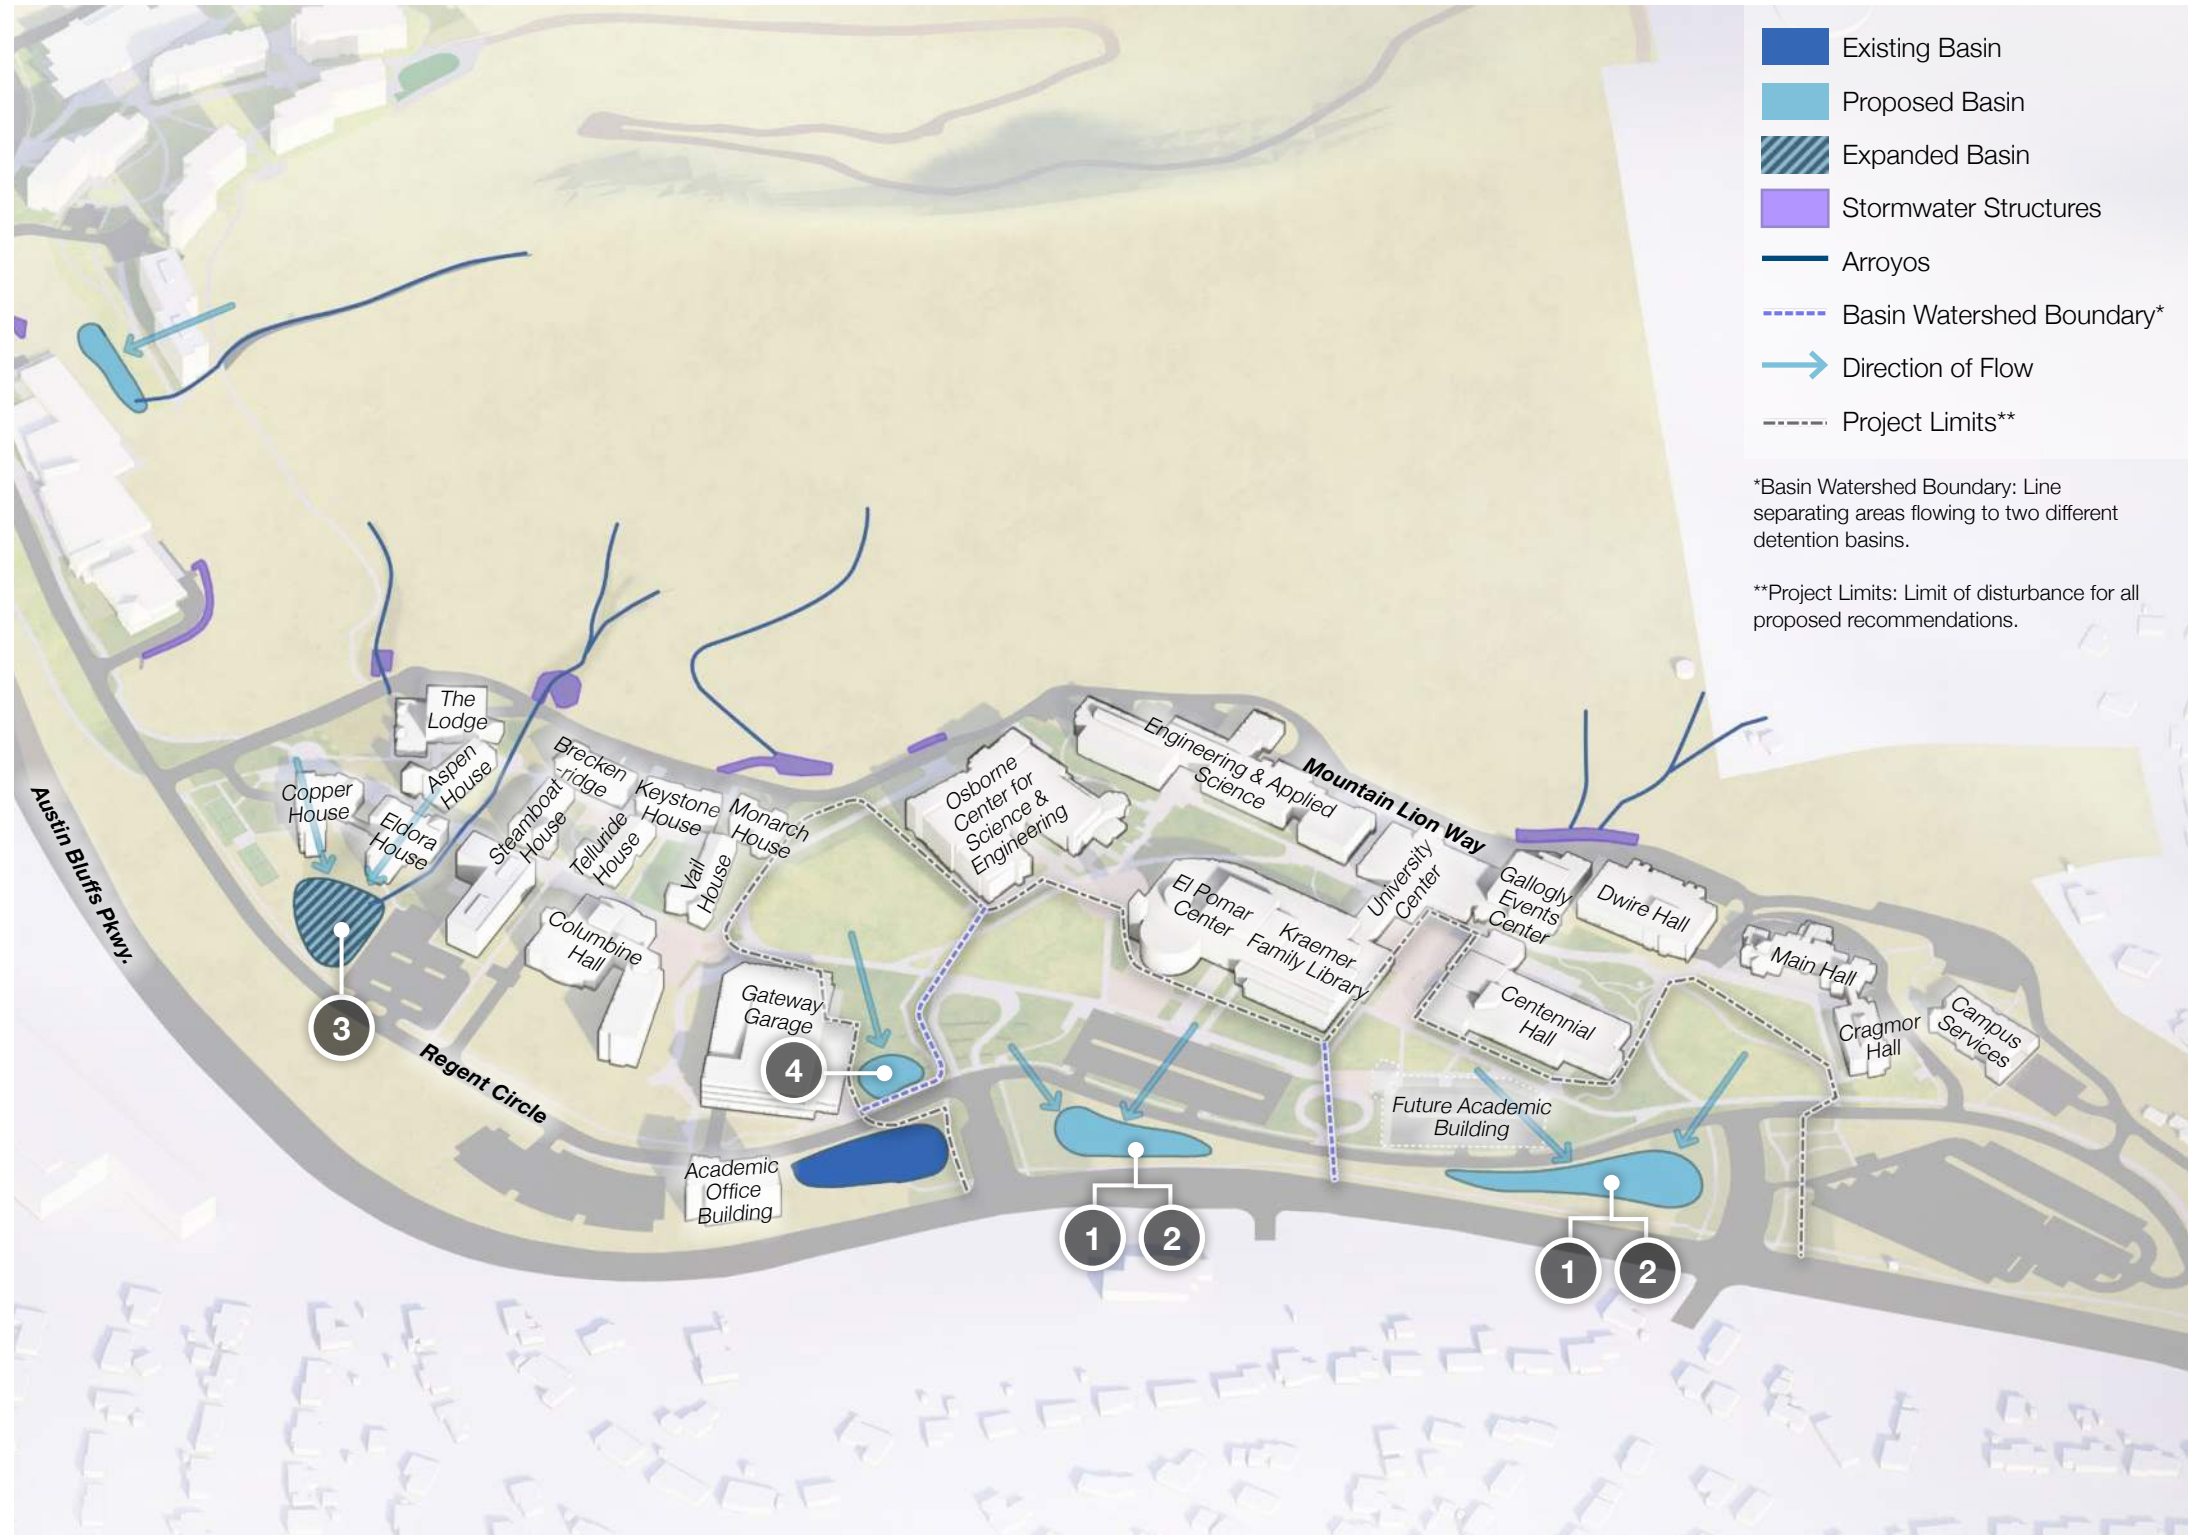 Existing Basin
Proposed Basin
Expanded Basin
Stormwater Structures
Arroyos
Basin Watershed Boundary*
Direction of Flow
Project Limits**
*Basin Watershed Boundary: Line
separating areas flowing to two different
detention basins.
**Project Limits: Limit of disturbance for all
proposed recommendations.
The
Lodge
Aspen
House
Copper
House
Eldora
House
Brecken
-ridge
Steamboat
House
Keystone
House
Telluride
House
Monarch
House
Vail
House
Columbine
Hall
Gateway
Garage
Academic
Office
Building
Osborne
Center for
Science &
Engineering
Engineering & Applied
Science
Mountain Lion Way
El Pomar
Center
Kraemer
Family Library
University
Center
Gallogly
Events
Center
Dwire Hall
Centennial
Hall
Main Hall
Cragmor
Hall
Campus
Services
Future Academic
Building
Austin Bluffs Pkwy.
Regent Circle
3
4
1
2
1
2